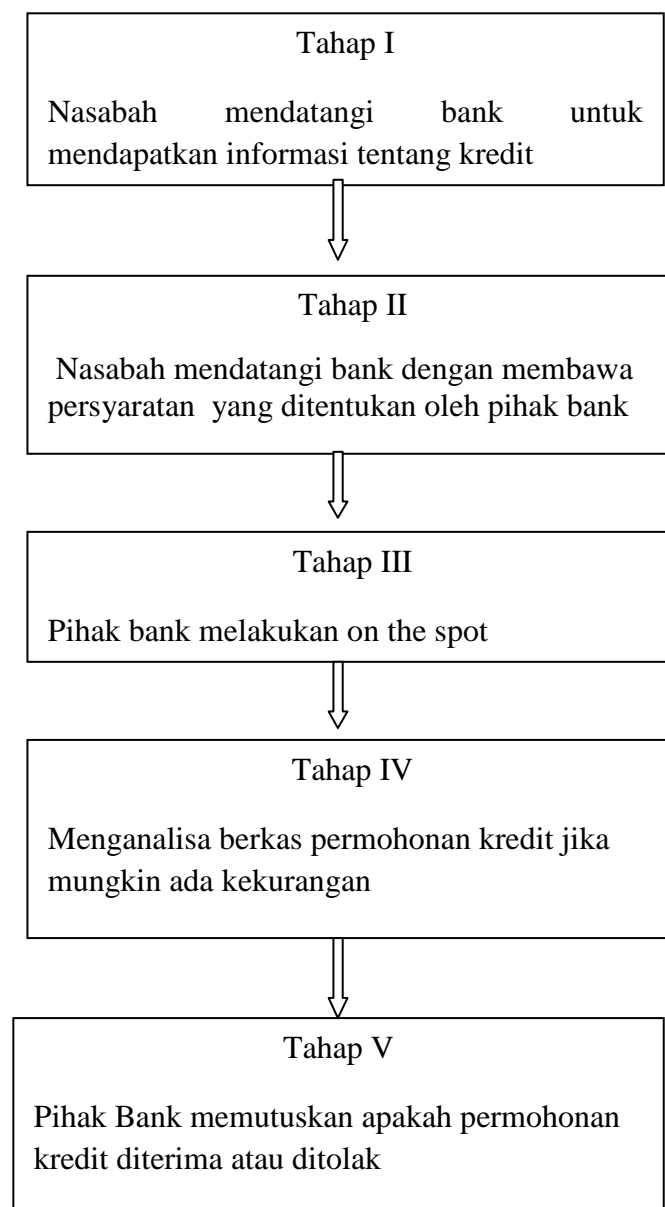 Tahap I
Nasabah mendatangi bank untuk
mendapatkan informasi tentang kredit
Tahap II
Nasabah mendatangi bank dengan membawa
persyaratan yang ditentukan oleh pihak bank
Tahap III
Pihak bank melakukan on the spot
Tahap IV
Menganalisa berkas permohonan kredit jika
mungkin ada kekurangan
Tahap V
Pihak Bank memutuskan apakah permohonan
kredit diterima atau ditolak